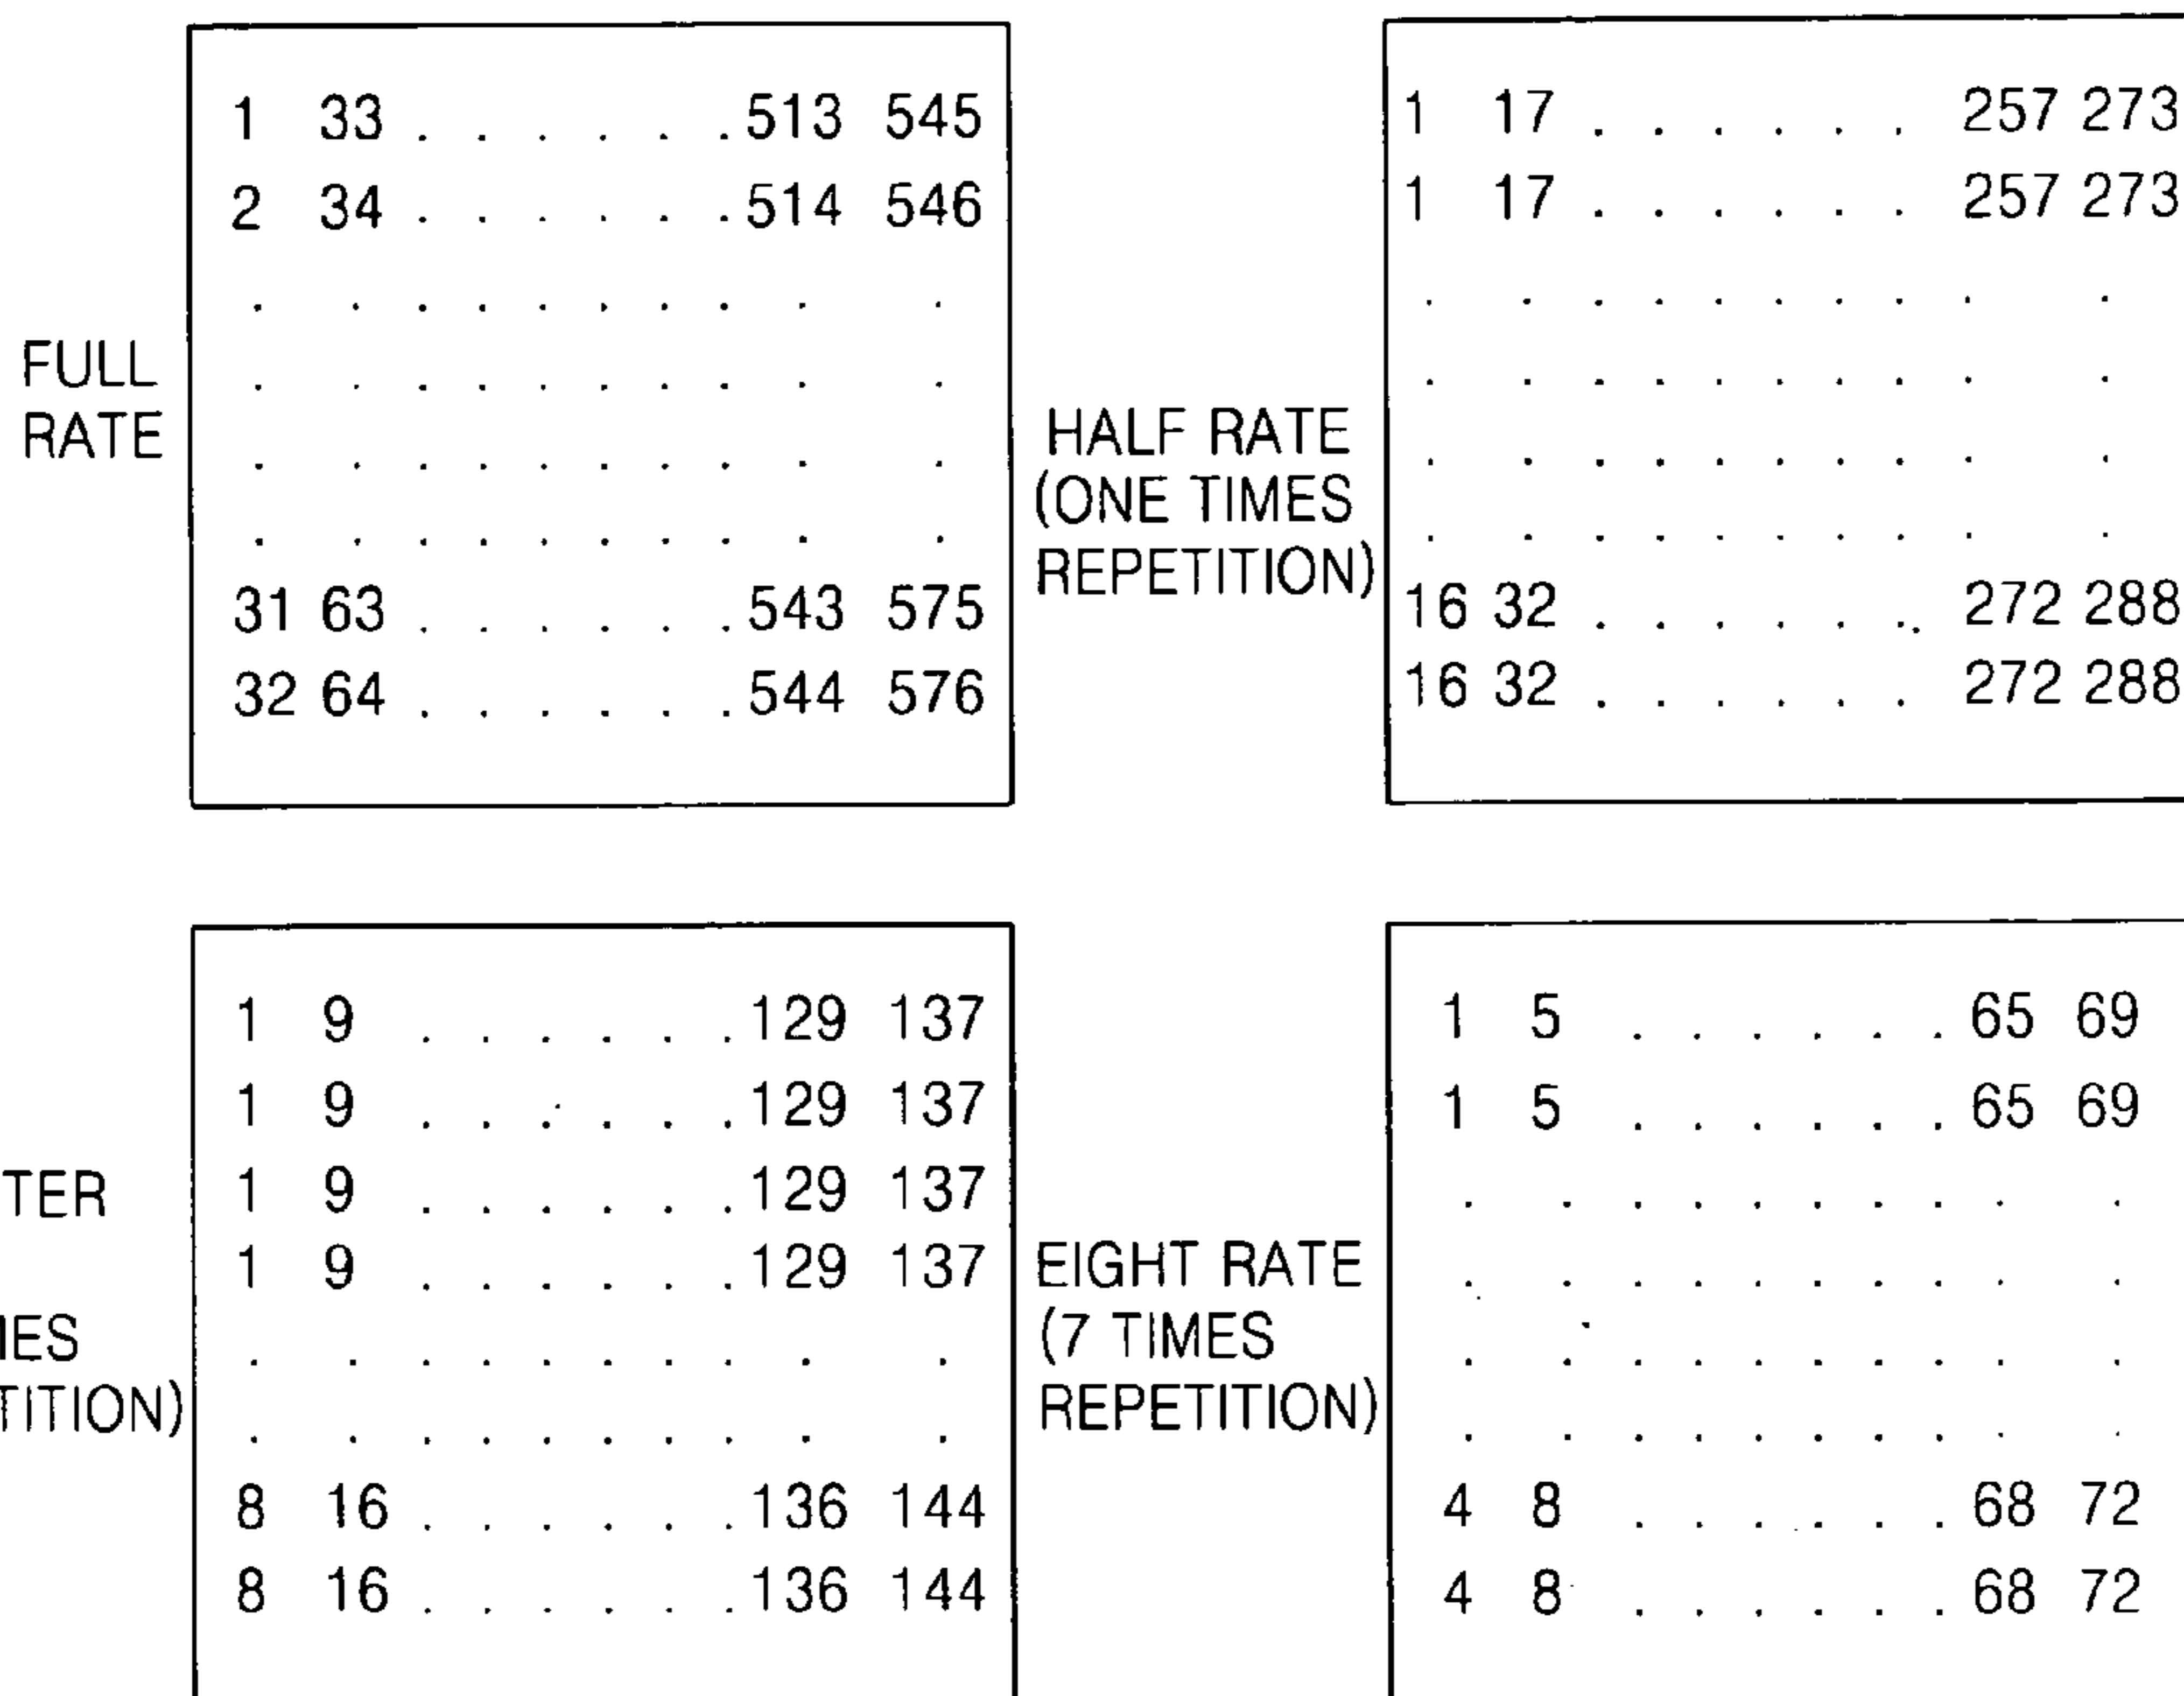 FULL
RATE
1 33 . . . . . . 513 545
2 34 . . . . . . 514 546
. . . . . . . . . .
. . . . . . . . . .
. . . . . . . . . .
. . . . . . . . . .
31 63 . . . . . . 543 575
32 64 . . . . . . 544 576
HALF RATE
(ONE TIMES
REPETITION)
1 17 . . . . . . 257 273
1 17 . . . . . . 257 273
. . . . . . . . . .
. . . . . . . . . .
. . . . . . . . . .
. . . . . . . . . .
16 32 . . . . . . 272 288
16 32 . . . . . . 272 288
TER
IES
TITION)
1 9 . . . . . . 129 137
1 9 . . . . . . 129 137
1 9 . . . . . . 129 137
1 9 . . . . . . 129 137
. . . . . . . . . .
. . . . . . . . . .
8 16 . . . . . . 136 144
8 16 . . . . . . 136 144
EIGHT RATE
(7 TIMES
REPETITION)
1 5 . . . . . . 65 69
1 5 . . . . . . 65 69
. . . . . . . . . .
. . . . . . . . . .
. . . . . . . . . .
. . . . . . . . . .
4 8 . . . . . . 68 72
4 8 . . . . . . 68 72